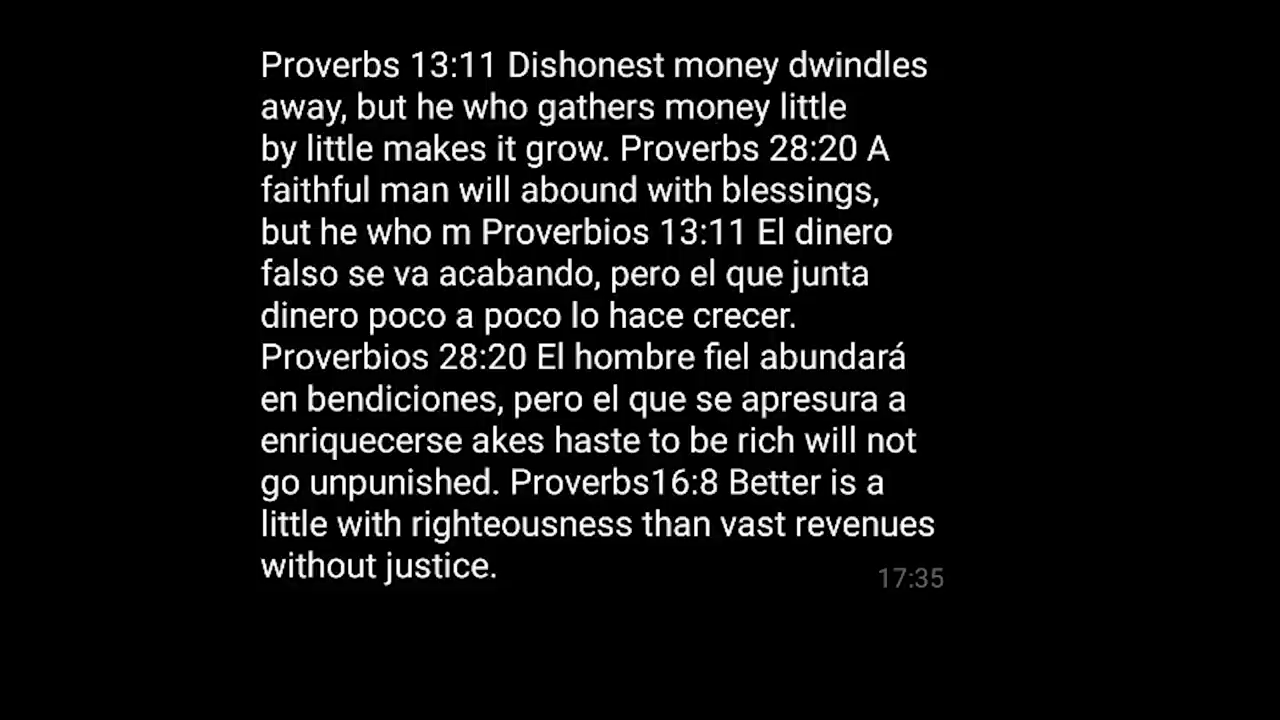 Proverbs 13:11 Dishonest money dwindles
away, but he who gathers money little
by little makes it grow. Proverbs 28:20 A
faithful man will abound with blessings,
but he who m Proverbios 13:11 El dinero
falso se va acabando, pero el que junta
dinero poco a poco lo hace crecer.
Proverbios 28:20 El hombre fiel abundará
en bendiciones, pero el que se apresura a
enriquecerse akes haste to be rich will not
go unpunished. Proverbs16:8 Better is a
little with righteousness than vast revenues
without justice.
17:35